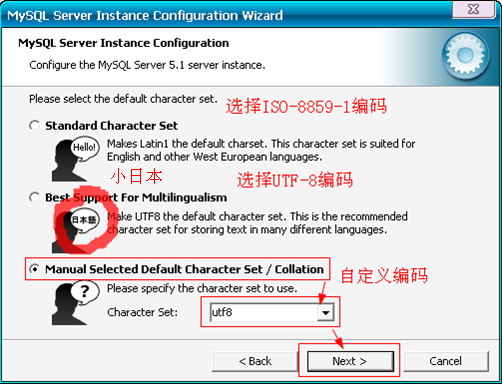 MySQL Server Instance Configuration Wizard
MySQL Server Instance Configuration
Configure the MySQL Server 5.1 server instance.
Please select the default character set.
选择ISO-8859-1编码
Standard Character Set
Hello!
Makes Latin1 the default charset. This character set is suited for
English and other West European languages.
小日本
选择UTF-8编码
Best Support For Multilingualism
日本語
Make UTF8 the default character set. This is the recommended
character set for storing text in many different languages.
Manual Selected Default Character Set / Collation
自定义编码
?
Please specify the character set to use.
Character Set:
utf8
< Back
Next >
Cancel